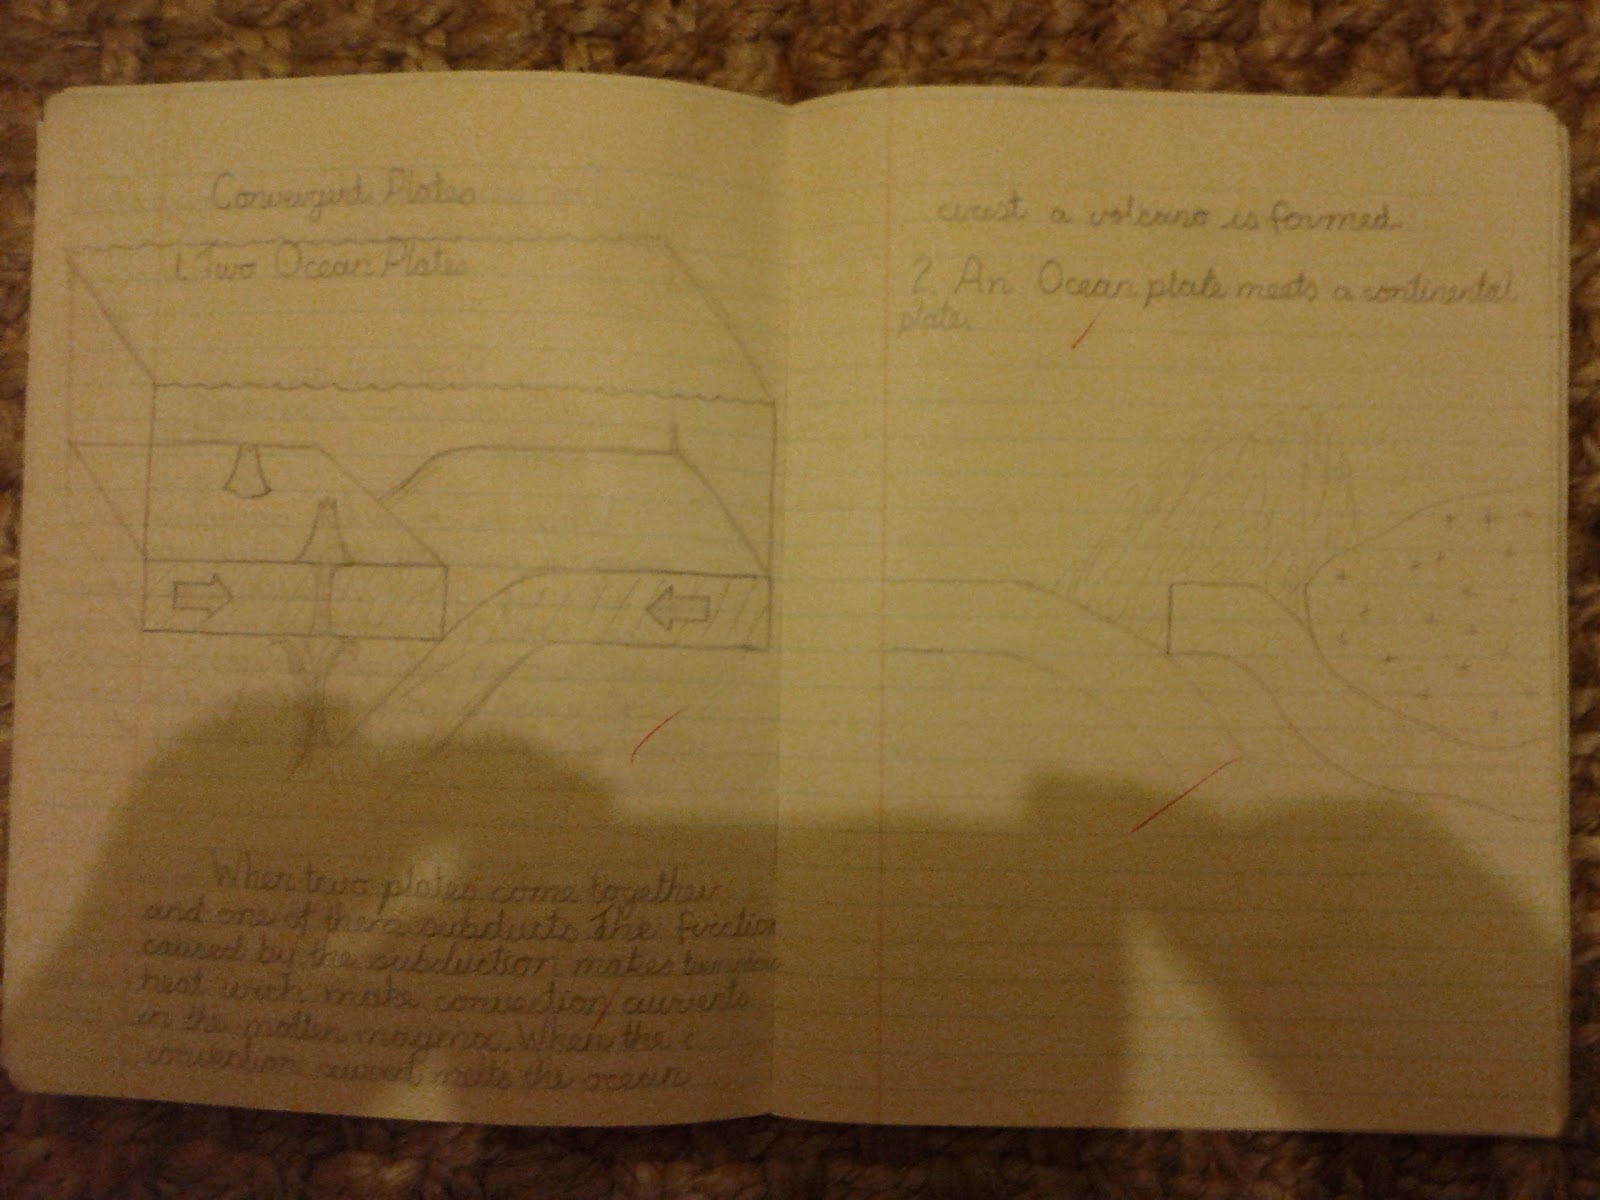 Converged Plates
1. Two Ocean Plates
When two plates come together
and one of them subducts the friction
caused by the subduction makes
heat wich make convection currents
in the molten magma. When the c
convection current melts the ocean
crust a volcano is formed
2. An Ocean plate meets a continental
plate.